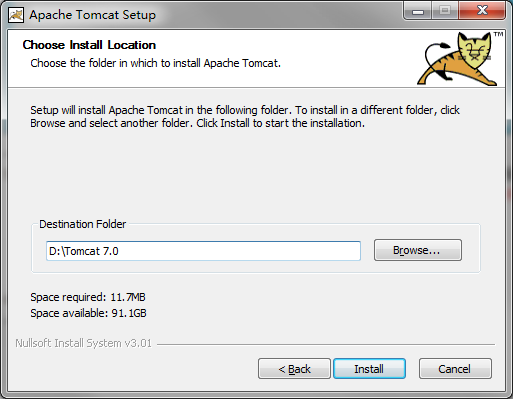 Apache Tomcat Setup
Choose Install Location
Choose the folder in which to install Apache Tomcat.
TM
Setup will install Apache Tomcat in the following folder. To install in a different folder, click
Browse and select another folder. Click Install to start the installation.
Destination Folder
D:\Tomcat 7.0
Browse...
Space required: 11.7MB
Space available: 91.1GB
Nullsoft Install System v3.01
< Back
Install
Cancel